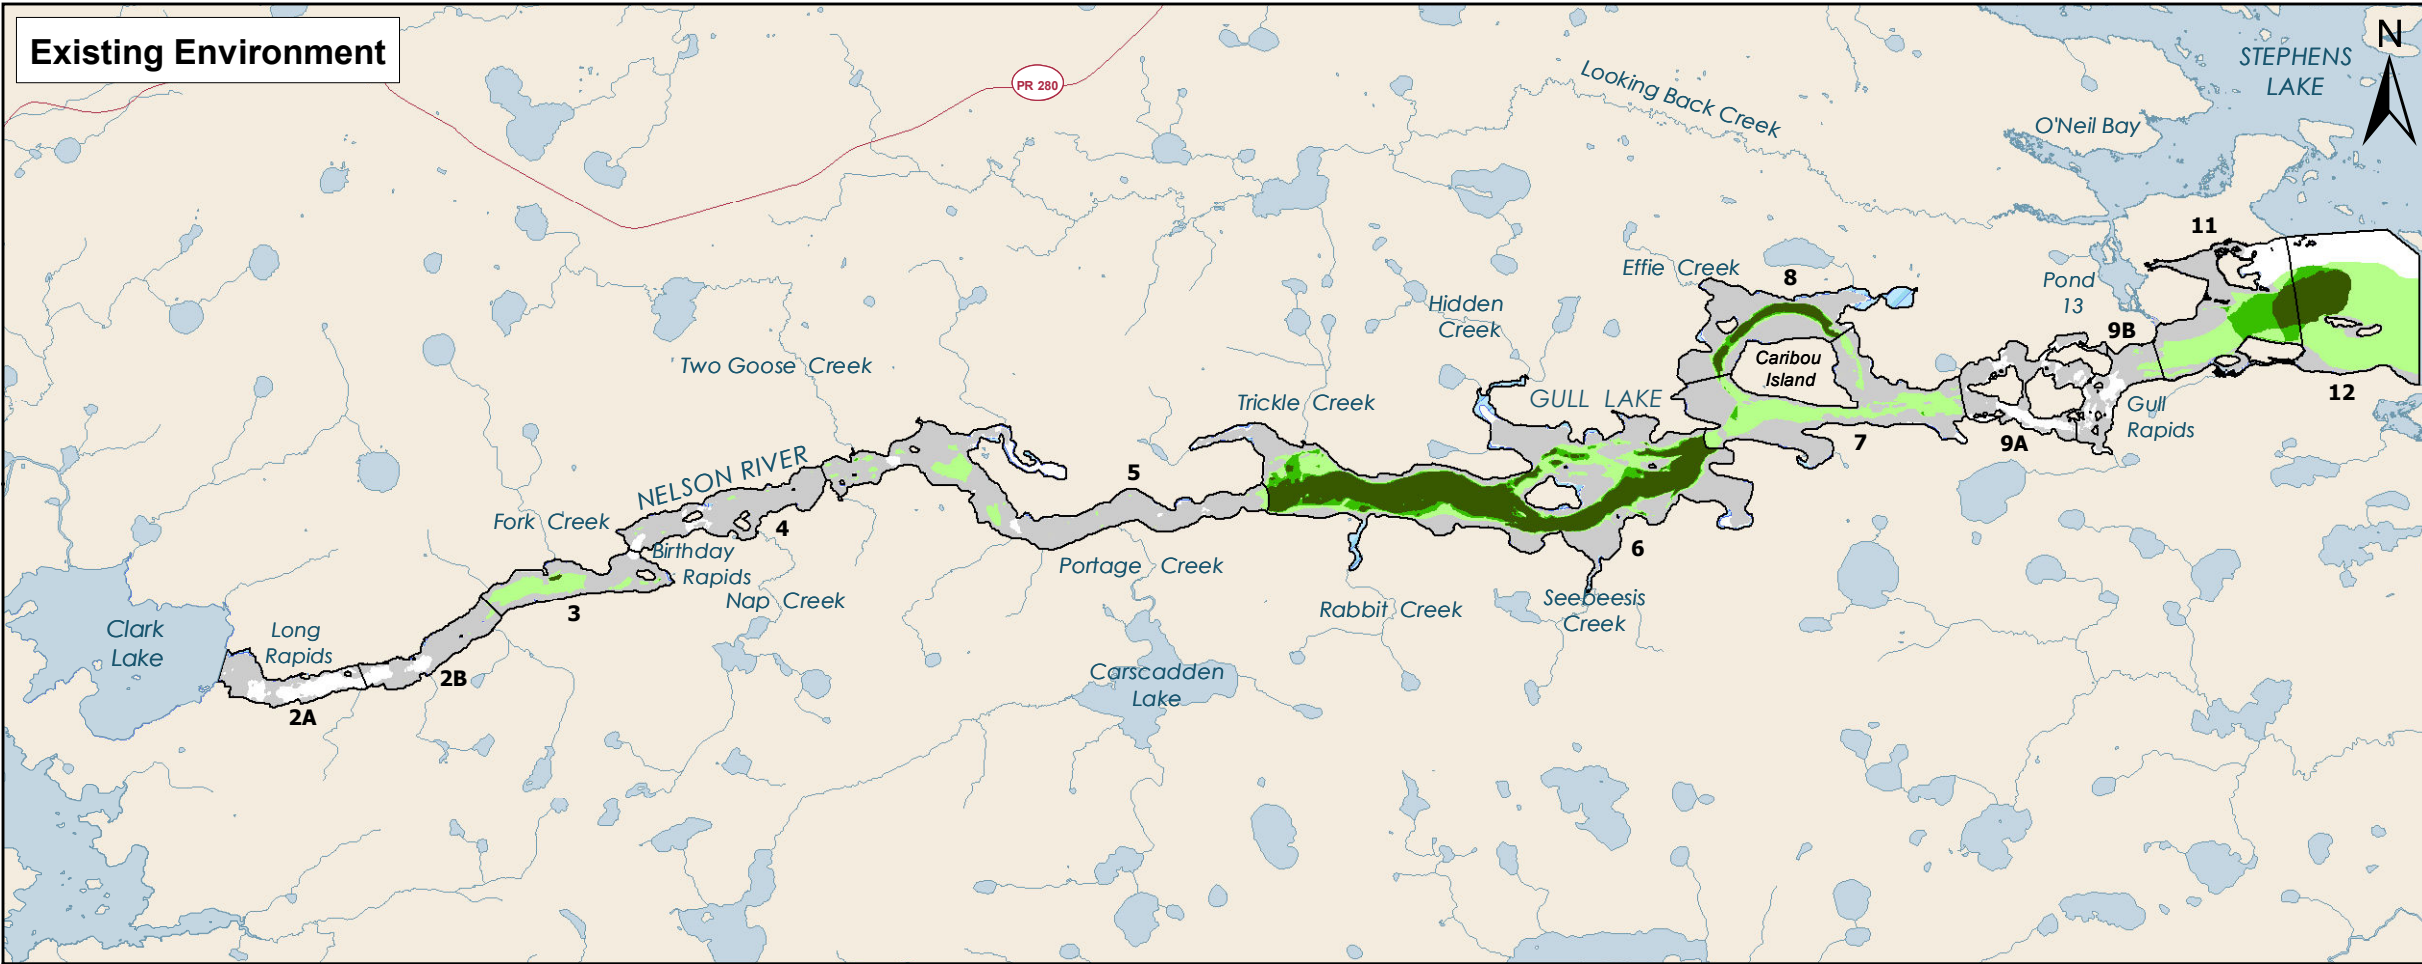 Existing Environment
N
STEPHENS
LAKE
PR 280
Looking Back Creek
O'Neil Bay
11
Effie Creek
8
Pond
13
Hidden
Creek
9B
Caribou
Island
Two Goose Creek
GULL LAKE
12
Trickle Creek
Gull
Rapids
7
9A
NELSON RIVER
5
Fork Creek
4
6
Birthday
Rapids
Portage Creek
Nap Creek
3
Rabbit Creek
Seebeesis
Creek
Clark
Lake
Long
Rapids
2B
Carscadden
Lake
2A